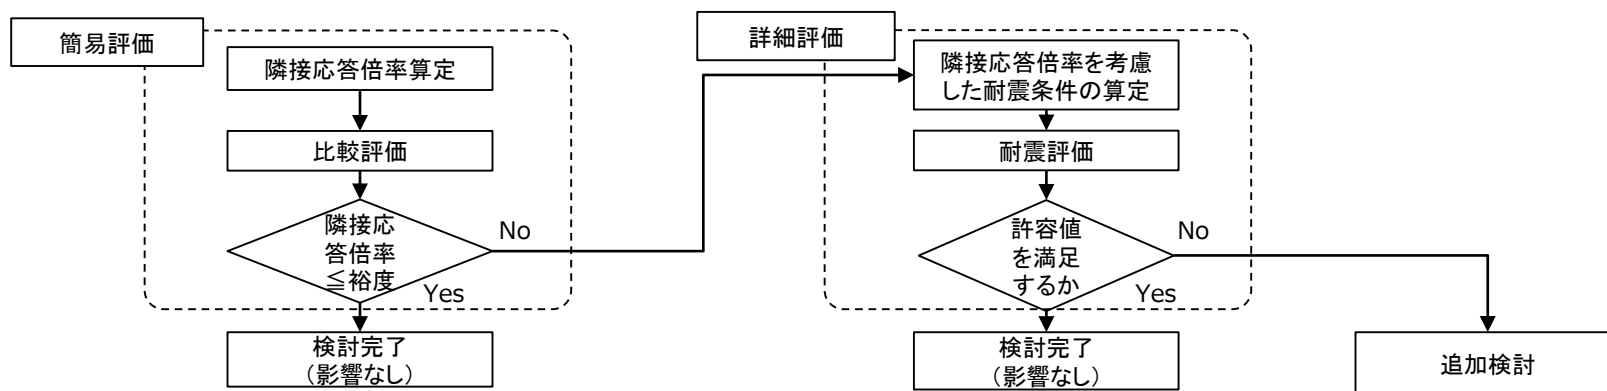 簡易評価
隣接応答倍率算定
比較評価
隣接応
答倍率
≦裕度
No
Yes
検討完了
（影響なし）
詳細評価
隣接応答倍率を考慮
した耐震条件の算定
耐震評価
許容値
を満足
するか
No
Yes
検討完了
（影響なし）
追加検討